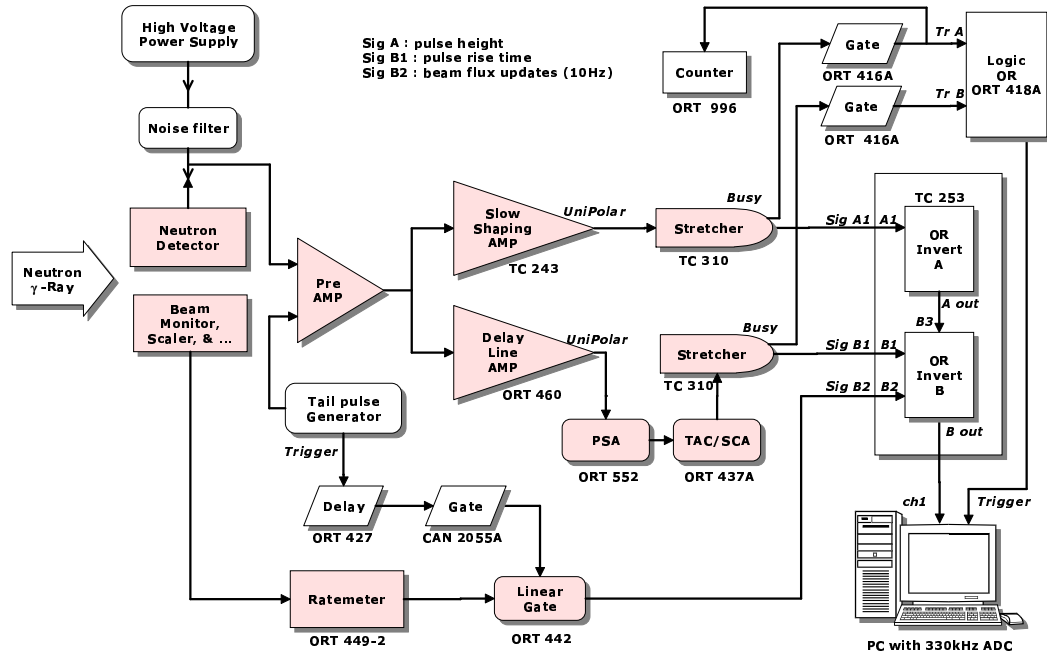 High Voltage
Power Supply
Sig A : pulse height
Sig B1 : pulse rise time
Sig B2 : beam flux updates (10Hz)
Noise filter
Counter
ORT 996
Gate
ORT 416A
Gate
ORT 416A
Tr A
Tr B
Logic
OR
ORT 418A
Neutron
γ-Ray
Neutron
Detector
Beam
Monitor,
Scaler, & ...
Pre
AMP
Slow
Shaping
AMP
TC 243
UniPolar
Stretcher
TC 310
Busy
Sig A1 A1
TC 253
OR
Invert
A
A out
B3
Delay
Line
AMP
ORT 460
UniPolar
Stretcher
TC 310
Busy
Sig B1 B1
Sig B2 B2
OR
Invert
B
B out
Tail pulse
Generator
Trigger
PSA
ORT 552
TAC/SCA
ORT 437A
Delay
ORT 427
Gate
CAN 2055A
ch1
Trigger
Ratemeter
ORT 449-2
Linear
Gate
ORT 442
PC with 330kHz ADC